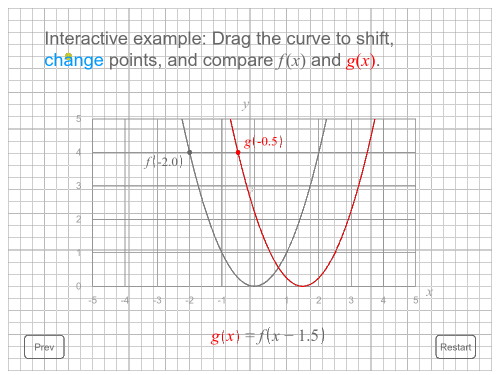 Interactive example: Drag the curve to shift,
change points, and compare f(x) and g(x).
y
5
4
3
2
1
0
f(-2.0)
g(-0.5)
-5 -4 -3 -2 -1 1 2 3 4 5
x
g(x) = f(x − 1.5)
Prev
Restart